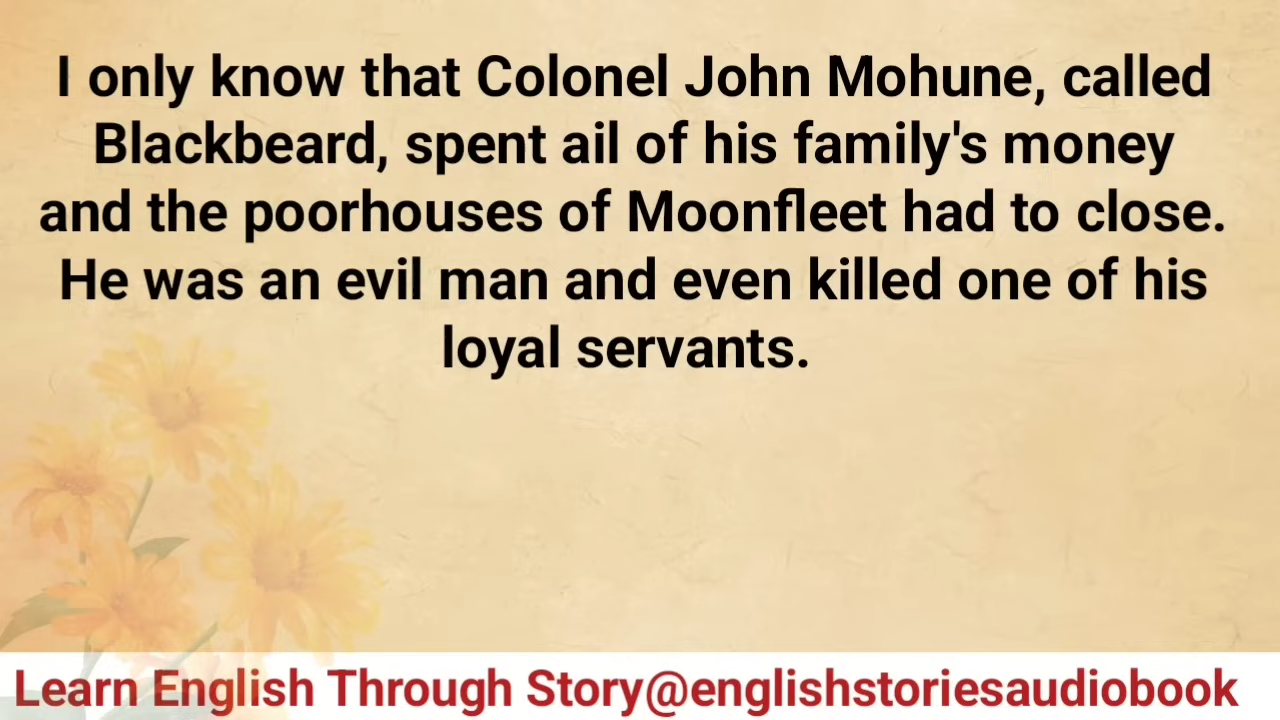 I only know that Colonel John Mohune, called
Blackbeard, spent ail of his family's money
and the poorhouses of Moonfleet had to close.
He was an evil man and even killed one of his
loyal servants.
Learn English Through Story@englishstoriesaudiobook